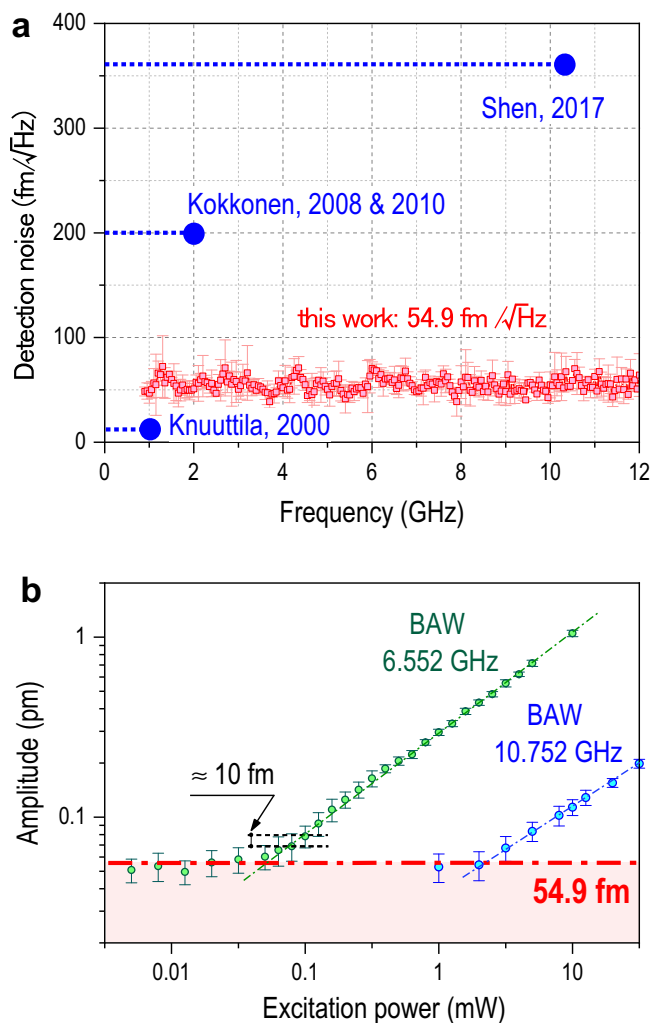 a
400
300
200
100
0
Detection noise (fm/√Hz)
Shen, 2017
Kokkonen, 2008 & 2010
this work: 54.9 fm /√Hz
Knuuttila, 2000
0 2 4 6 8 10 12
Frequency (GHz)
b
1
0.1
Amplitude (pm)
BAW
6.552 GHz
BAW
10.752 GHz
≈ 10 fm
54.9 fm
0.01 0.1 1 10
Excitation power (mW)